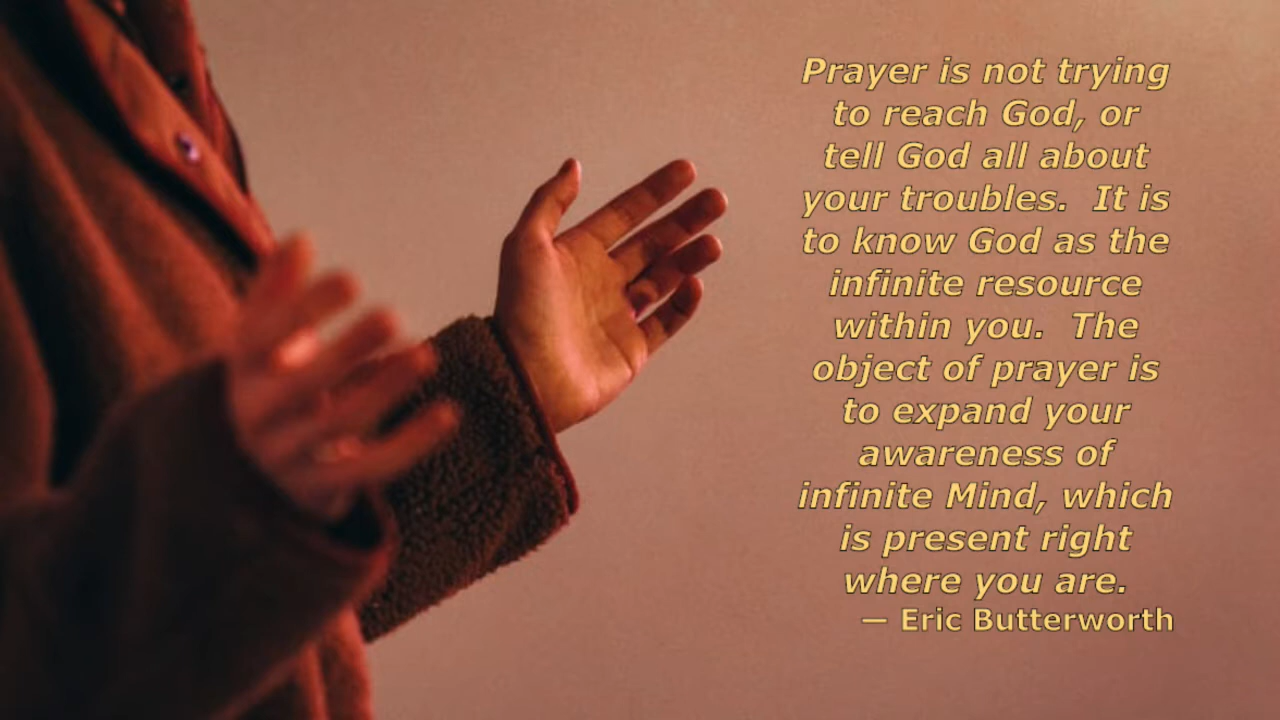 Prayer is not trying
to reach God, or
tell God all about
your troubles.  It is
to know God as the
infinite resource
within you.  The
object of prayer is
to expand your
awareness of
infinite Mind, which
is present right
where you are.
— Eric Butterworth